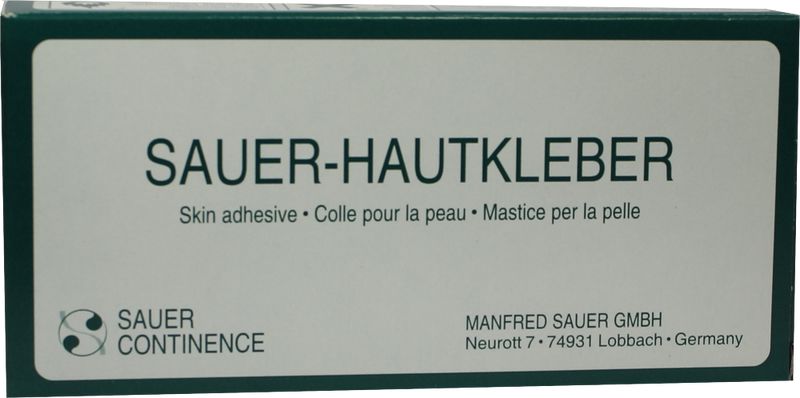 SAUER-HAUTKLEBER
Skin adhesive • Colle pour la peau • Mastice per la pelle
SAUER
CONTINENCE
MANFRED SAUER GMBH
Neurott 7 • 74931 Lobbach • Germany